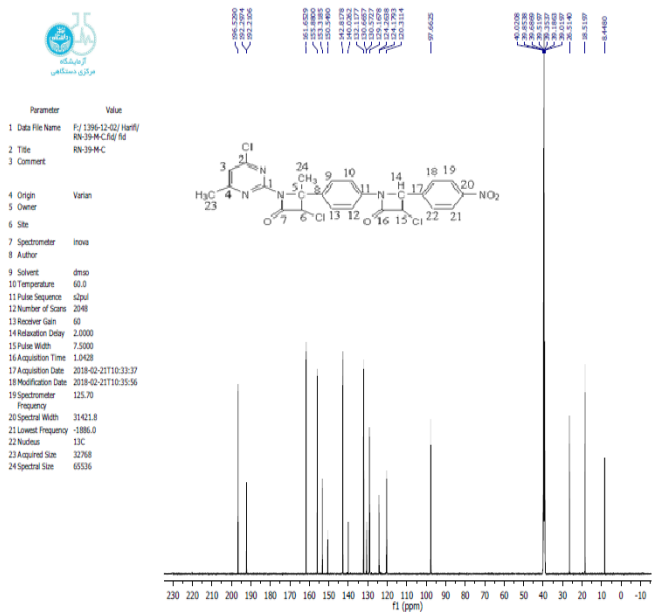 آزمایشگاه
مرکزی دستگاهی
Parameter Value
1 Data File Name F:/ 1396-12-02/ Harifi/
RN-39-M-C.fid/ fid
2 Title RN-39-M-C
3 Comment
4 Origin Varian
5 Owner
6 Site
7 Spectrometer inova
8 Author
9 Solvent dmso
10 Temperature 60.0
11 Pulse Sequence s2pul
12 Number of Scans 2048
13 Receiver Gain 60
14 Relaxation Delay 2.0000
15 Pulse Width 7.5000
16 Acquisition Time 1.0428
17 Acquisition Date 2018-02-21T10:33:37
18 Modification Date 2018-02-21T10:35:56
19 Spectrometer 125.70
Frequency
20 Spectral Width 31421.8
21 Lowest Frequency -1886.0
22 Nucleus 13C
23 Acquired Size 32768
24 Spectral Size 65536
196.5290
192.2974
192.2106
161.6529
155.8809
153.3185
150.5490
142.8178
140.0262
132.1177
130.6687
130.5727
129.1678
124.2638
124.1793
120.3114
97.6625
40.0208
39.8538
39.6869
39.5197
39.3537
39.1863
39.0197
26.5140
18.5197
8.4480
Cl
2
3 N 24
CH3
1 N 5 8 9 10 11 N 14 H 17 18 19 20 NO2
H3C 4 N
23
O 7 6 Cl 13 12 O 16 15 Cl 22 21
230 220 210 200 190 180 170 160 150 140 130 120 110 100 90 80 70 60 50 40 30 20 10 0 -10
f1 (ppm)